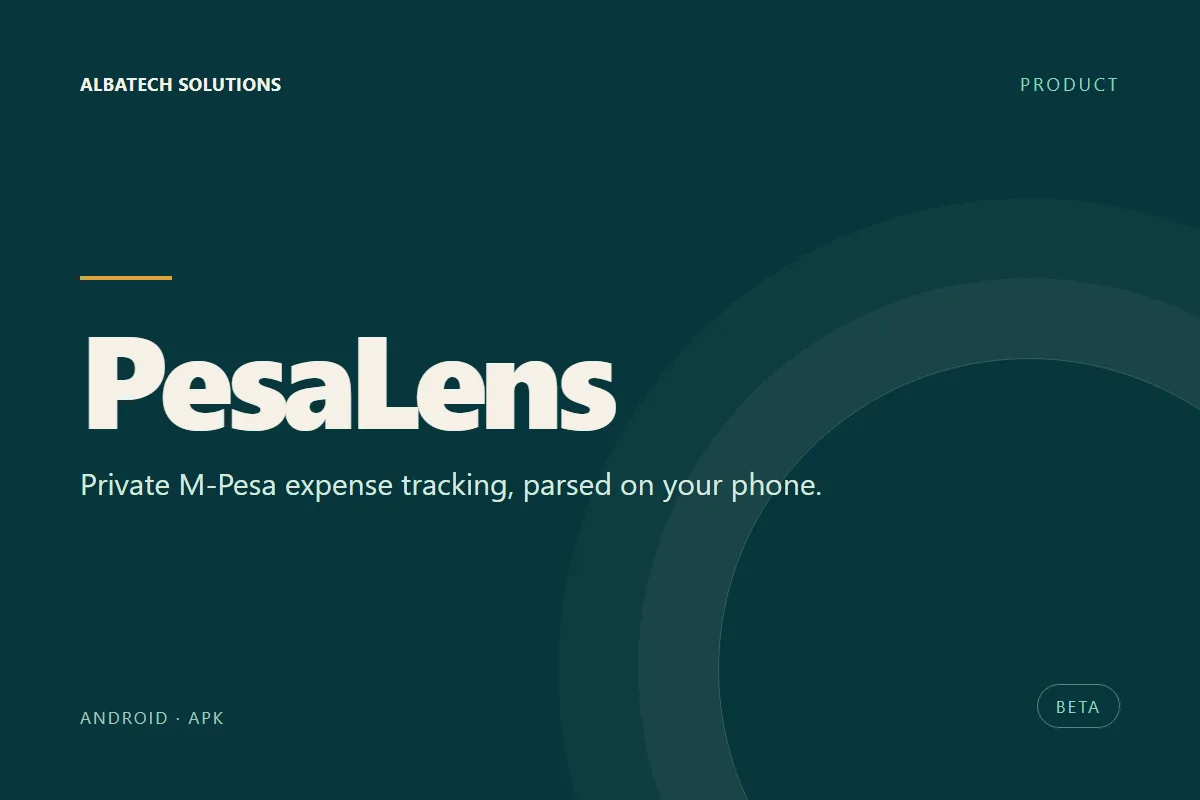 ALBATECH SOLUTIONS
PRODUCT
PesaLens
Private M-Pesa expense tracking, parsed on your phone.
ANDROID · APK
BETA